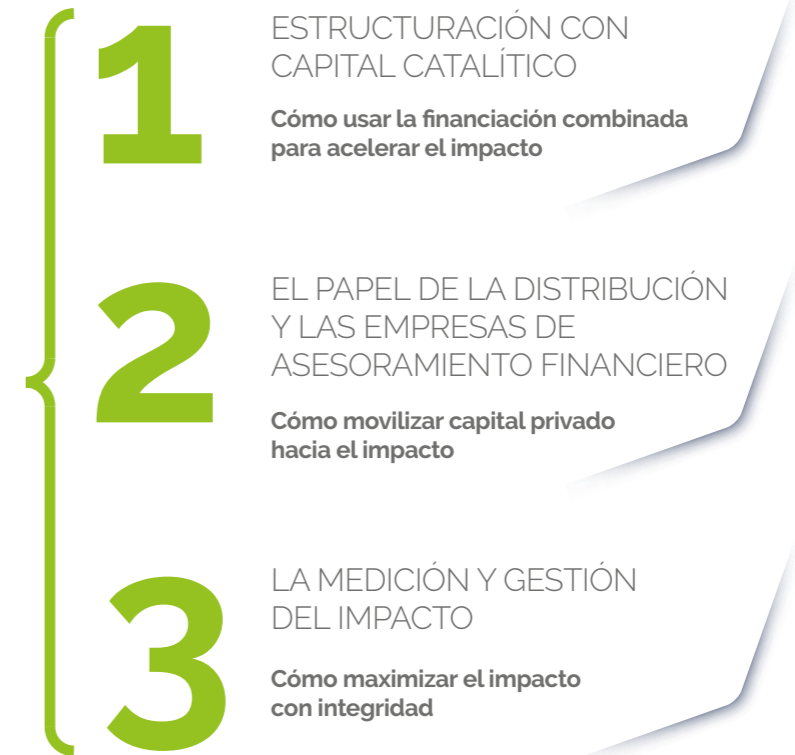 1
ESTRUCTURACIÓN CON
CAPITAL CATALÍTICO
Cómo usar la financiación combinada
para acelerar el impacto
2
EL PAPEL DE LA DISTRIBUCIÓN
Y LAS EMPRESAS DE
ASESORAMIENTO FINANCIERO
Cómo movilizar capital privado
hacia el impacto
3
LA MEDICIÓN Y GESTIÓN
DEL IMPACTO
Cómo maximizar el impacto
con integridad